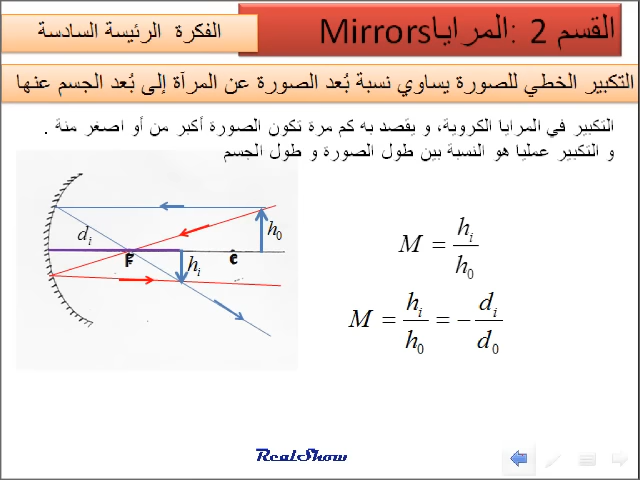 القسم 2 :المراياMirrors
الفكرة الرئيسة السادسة
التكبير الخطي للصورة يساوي نسبة بُعد الصورة عن المرآة إلى بُعد الجسم عنها
التكبير في المرايا الكروية، و يقصد به كم مرة تكون الصورة أكبر من أو اصغر منة .
و التكبير عمليا هو النسبة بين طول الصورة و طول الجسم
d_i
h_0
F
h_i
c
M = h_i / h_0
M = h_i / h_0 = - d_i / d_0
RealShow